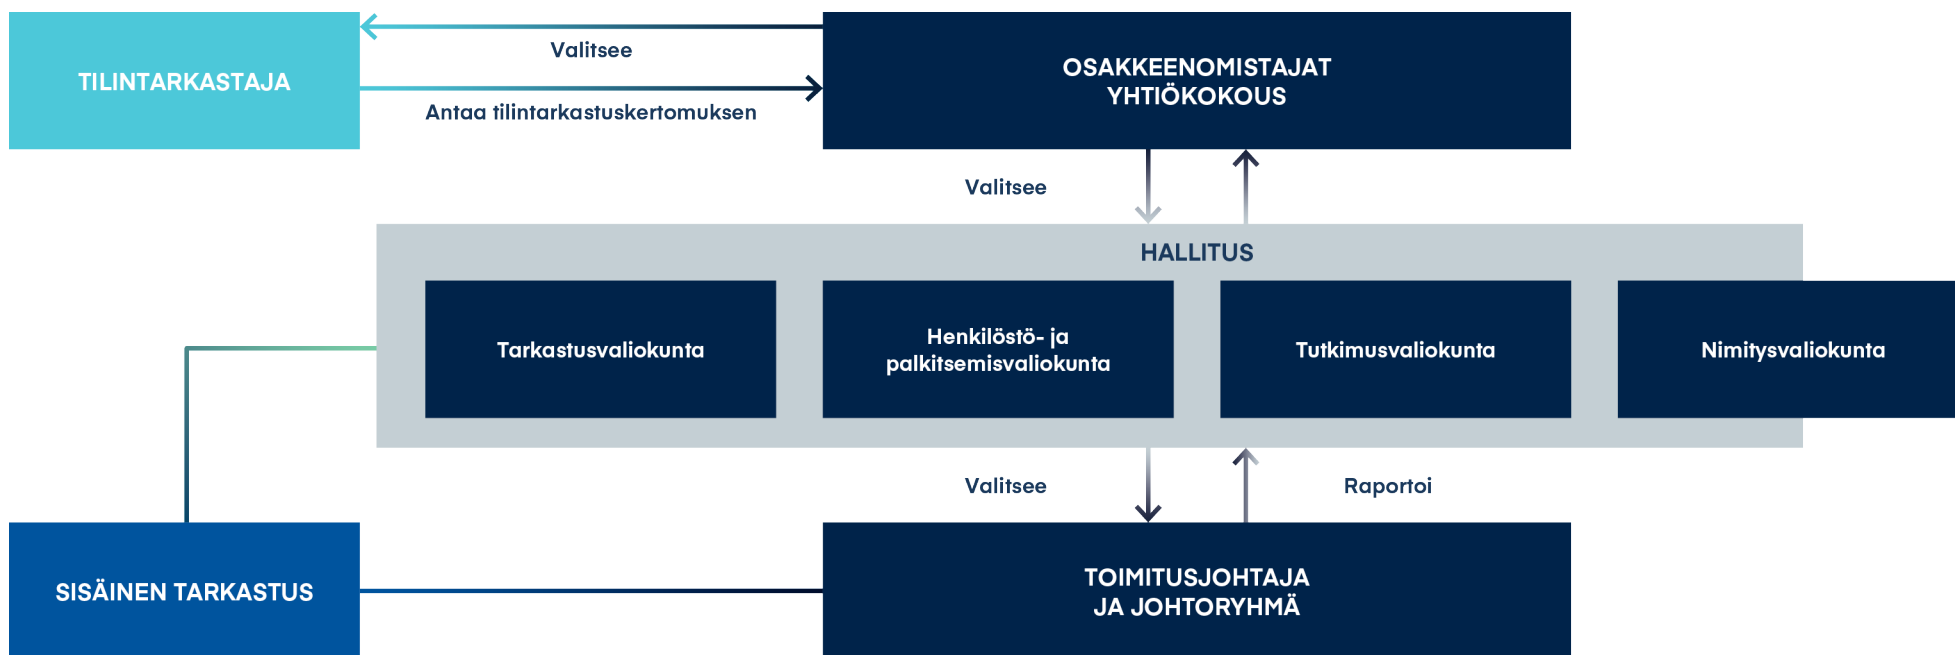 TILINTARKASTAJA
Valitsee
Antaa tilintarkastuskertomuksen
OSAKKEENOMISTAJAT
YHTIÖKOKOUS
Valitsee
HALLITUS
Tarkastusvaliokunta
Henkilöstö- ja
palkitsemisvaliokunta
Tutkimusvaliokunta
Nimitysvaliokunta
Valitsee
Raportoi
SISÄINEN TARKASTUS
TOIMITUSJOHTAJA
JA JOHTORYHMÄ